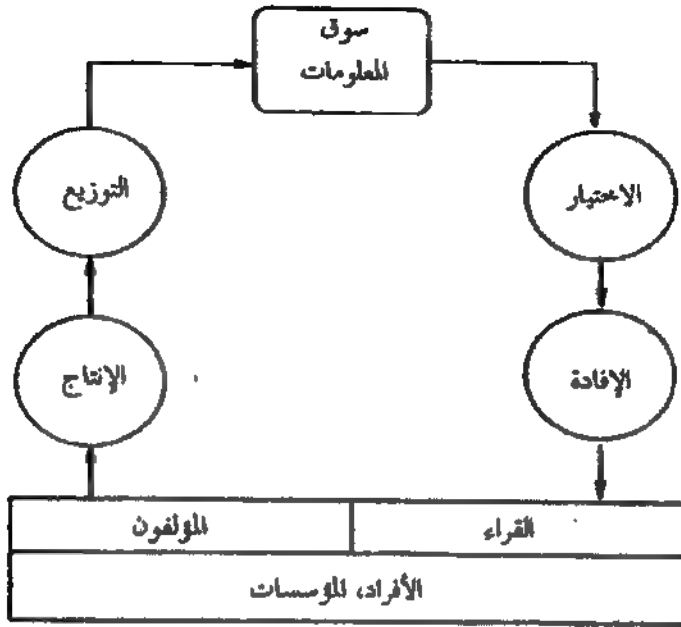 سوق
المعلومات
الاختيار
التوزيع
الإفادة
الإنتاج
القراء
المؤلفون
الأفراد، المؤسسات